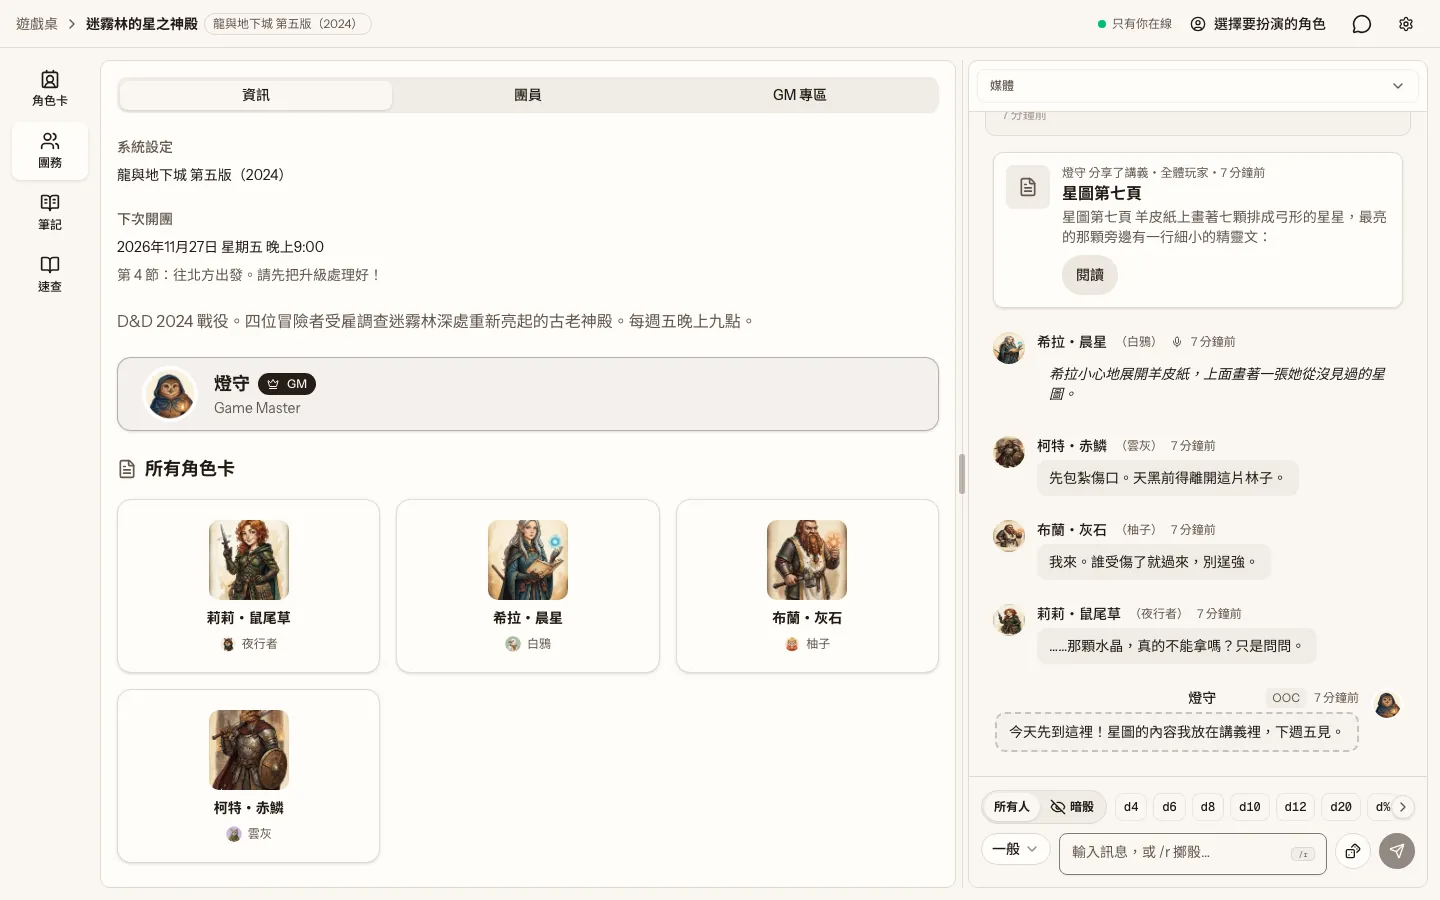 遊戲桌
迷霧林的星之神殿
龍與地下城 第五版（2024）
只有你在線
選擇要扮演的角色
角色卡
團務
筆記
速查
資訊
團員
GM 專區
系統設定
龍與地下城 第五版（2024）
下次開團
2026年11月27日 星期五 晚上9:00
第 4 節：往北方出發。請先把升級處理好！
D&D 2024 戰役。四位冒險者受雇調查迷霧林深處重新亮起的古老神殿。每週五晚上九點。
燈守
GM
Game Master
所有角色卡
莉莉・鼠尾草
夜行者
希拉・晨星
白鴉
布蘭・灰石
柚子
柯特・赤鱗
雲灰
媒體
7 分鐘前
燈守 分享了講義・全體玩家・7 分鐘前
星圖第七頁
星圖第七頁 羊皮紙上畫著七顆排成弓形的星星，最亮
的那顆旁邊有一行細小的精靈文：
閱讀
希拉・晨星 （白鴉） 7 分鐘前
希拉小心地展開羊皮紙，上面畫著一張她從沒見過的星
圖。
柯特・赤鱗 （雲灰） 7 分鐘前
先包紮傷口。天黑前得離開這片林子。
布蘭・灰石 （柚子） 7 分鐘前
我來。誰受傷了就過來，別逞強。
莉莉・鼠尾草 （夜行者） 7 分鐘前
……那顆水晶，真的不能拿嗎？只是問問。
燈守 OOC 7 分鐘前
今天先到這裡！星圖的內容我放在講義裡，下週五見。
所有人 暗骰 d4 d6 d8 d10 d12 d20 d%
一般
輸入訊息，或 /r 擲骰...
/r